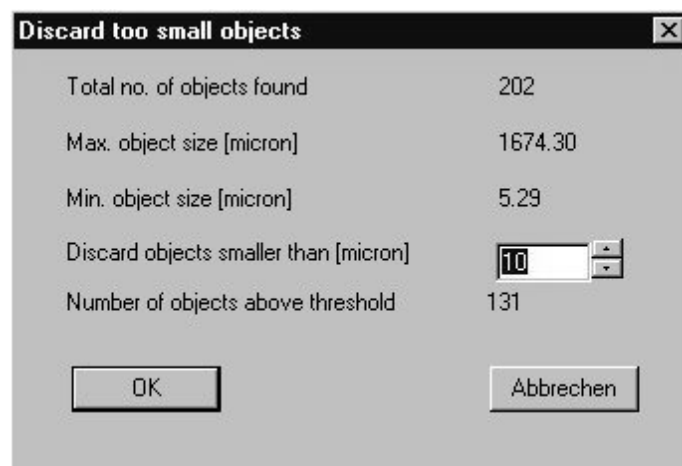 Discard too small objects
Total no. of objects found 202
Max. object size [micron] 1674.30
Min. object size [micron] 5.29
Discard objects smaller than [micron] 10
Number of objects above threshold 131
OK Abbrechen